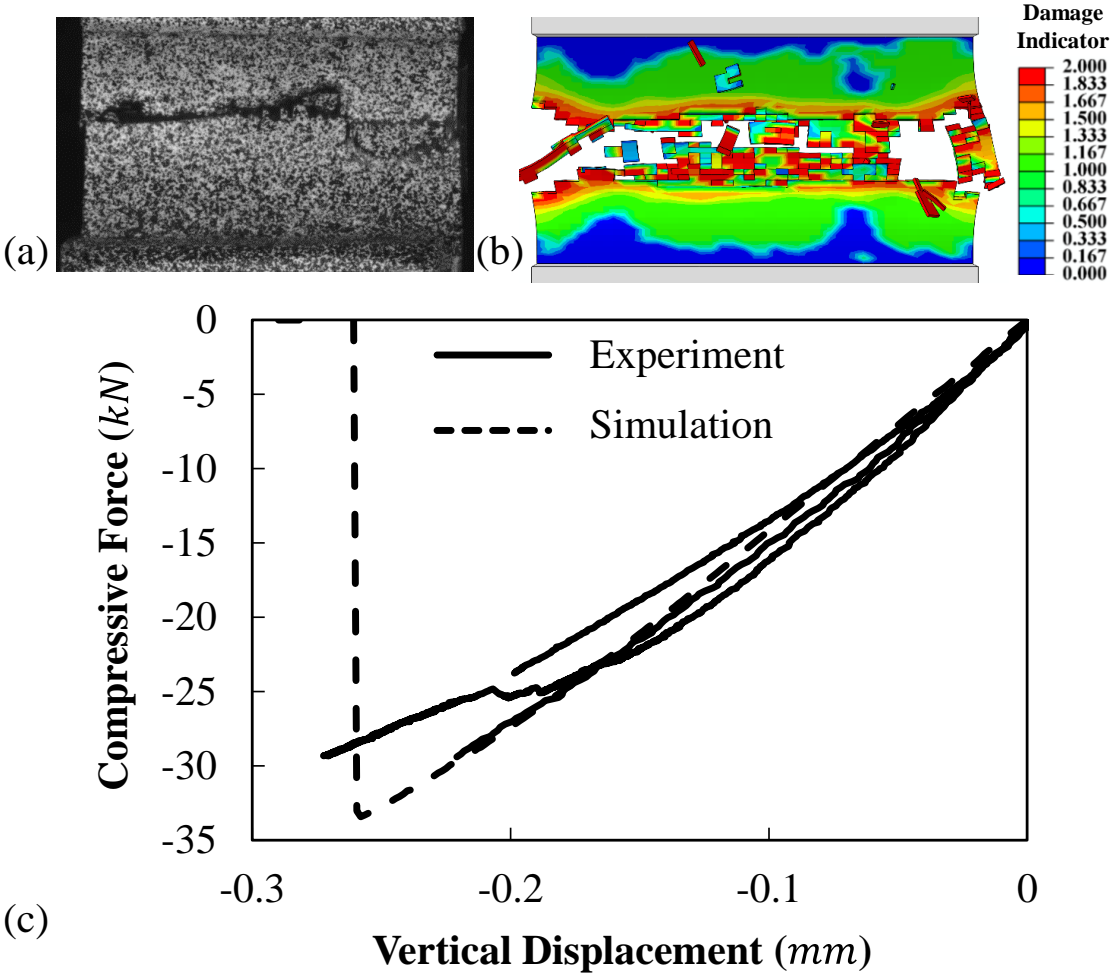 (a)
(b)
Damage
Indicator
2.000
1.833
1.667
1.500
1.333
1.167
1.000
0.833
0.667
0.500
0.333
0.167
0.000
Experiment
Simulation
Compressive Force (kN)
0
-5
-10
-15
-20
-25
-30
-35
-0.3
-0.2
-0.1
0
(c)
Vertical Displacement (mm)